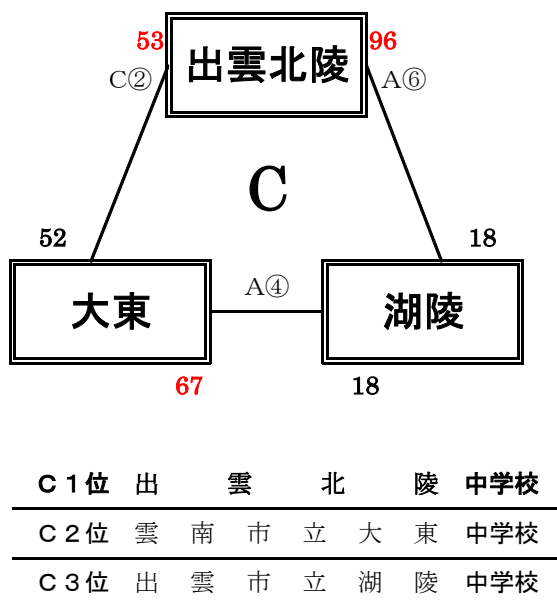 53 96
出雲北陵
C② A⑥
C
52 18
大東 A④ 湖陵
67 18
C1位 出雲北陵 中学校
C2位 雲南市立大東 中学校
C3位 出雲市立湖陵 中学校